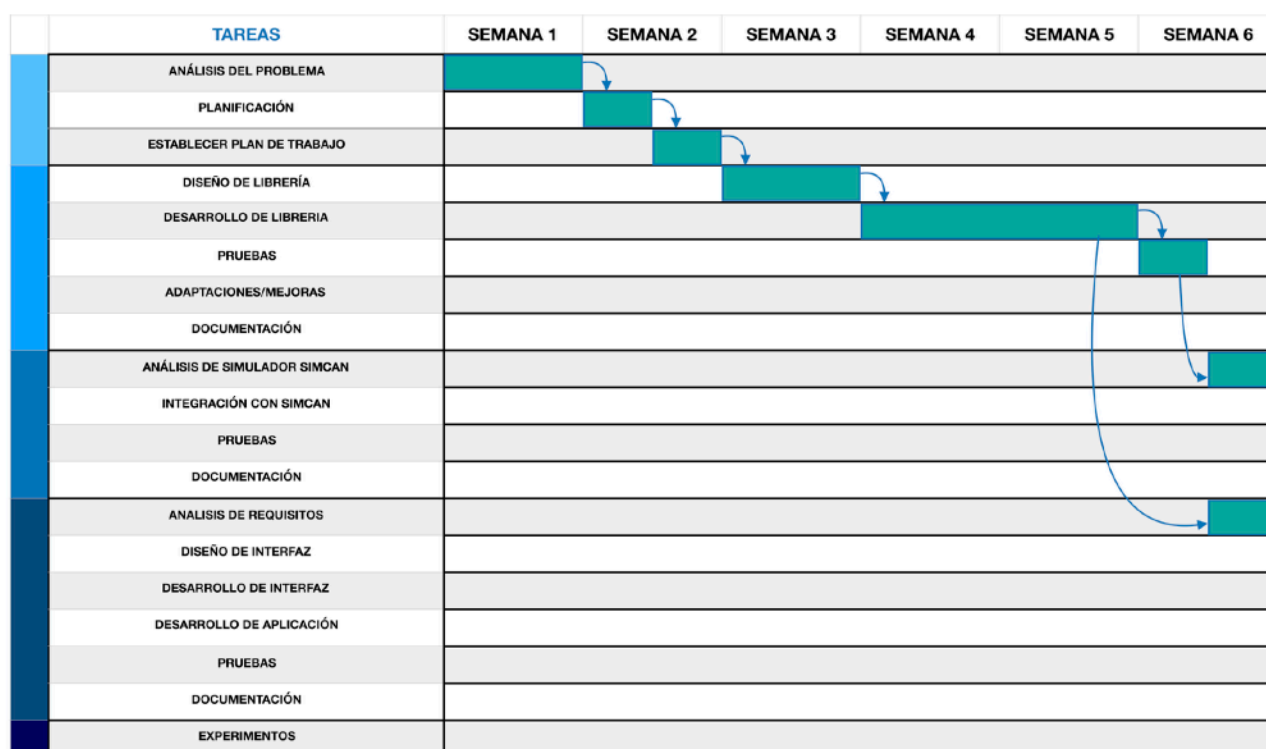 TAREAS SEMANA 1 SEMANA 2 SEMANA 3 SEMANA 4 SEMANA 5 SEMANA 6
ANÁLISIS DEL PROBLEMA
PLANIFICACIÓN
ESTABLECER PLAN DE TRABAJO
DISEÑO DE LIBRERÍA
DESARROLLO DE LIBRERIA
PRUEBAS
ADAPTACIONES/MEJORAS
DOCUMENTACIÓN
ANÁLISIS DE SIMULADOR SIMCAN
INTEGRACIÓN CON SIMCAN
PRUEBAS
DOCUMENTACIÓN
ANALISIS DE REQUISITOS
DISEÑO DE INTERFAZ
DESARROLLO DE INTERFAZ
DESARROLLO DE APLICACIÓN
PRUEBAS
DOCUMENTACIÓN
EXPERIMENTOS